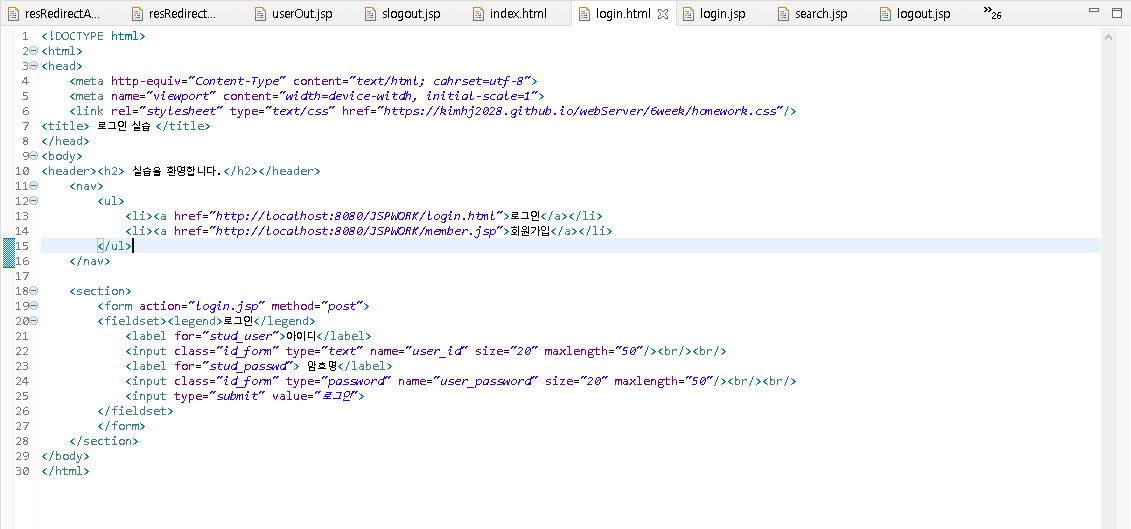 resRedirectA... resRedirect... userOut.jsp slogout.jsp index.html login.html login.jsp search.jsp logout.jsp »26
1 <!DOCTYPE html>
2 <html>
3 <head>
4 <meta http-equiv="Content-Type" content="text/html; cahrset=utf-8">
5 <meta name="viewport" content="width=device-witdh, initial-scale=1">
6 <link rel="stylesheet" type="text/css" href="https://kimhj2028.github.io/webServer/6week/homework.css"/>
7 <title> 로그인 실습 </title>
8 </head>
9 <body>
10 <header><h2> 실습을 환영합니다.</h2></header>
11 <nav>
12 <ul>
13 <li><a href="http://localhost:8080/JSPWORK/login.html">로그인</a></li>
14 <li><a href="http://localhost:8080/JSPWORK/member.jsp">회원가입</a></li>
15 </ul>
16 </nav>
17
18 <section>
19 <form action="login.jsp" method="post">
20 <fieldset><legend>로그인</legend>
21 <label for="stud_user">아이디</label>
22 <input class="id_form" type="text" name="user_id" size="20" maxlength="50"/><br/><br/>
23 <label for="stud_passwd"> 암호명</label>
24 <input class="id_form" type="password" name="user_password" size="20" maxlength="50"/><br/><br/>
25 <input type="submit" value="로그인">
26 </fieldset>
27 </form>
28 </section>
29 </body>
30 </html>